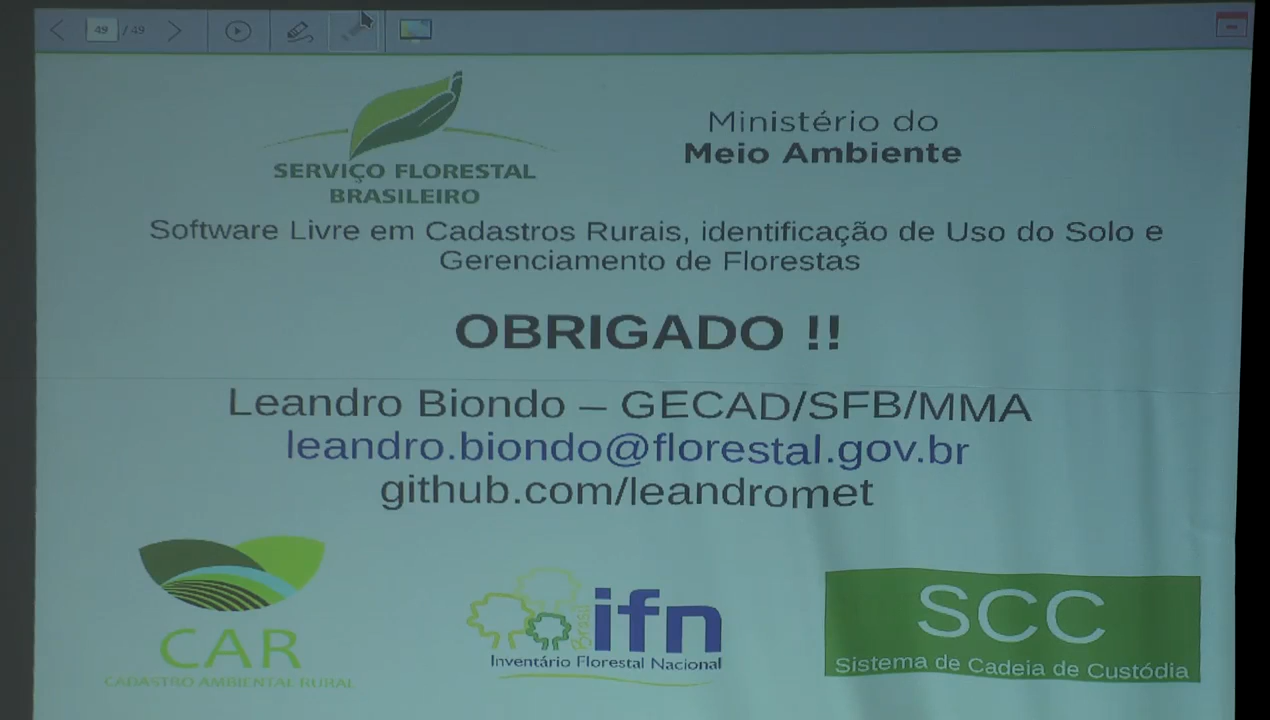 49 / 49
SERVIÇO FLORESTAL
BRASILEIRO
Ministério do
Meio Ambiente
Software Livre em Cadastros Rurais, identificação de Uso do Solo e
Gerenciamento de Florestas
OBRIGADO !!
Leandro Biondo – GECAD/SFB/MMA
leandro.biondo@florestal.gov.br
github.com/leandromet
CAR
CADASTRO AMBIENTAL RURAL
Brasil
ifn
Inventário Florestal Nacional
SCC
Sistema de Cadeia de Custódia